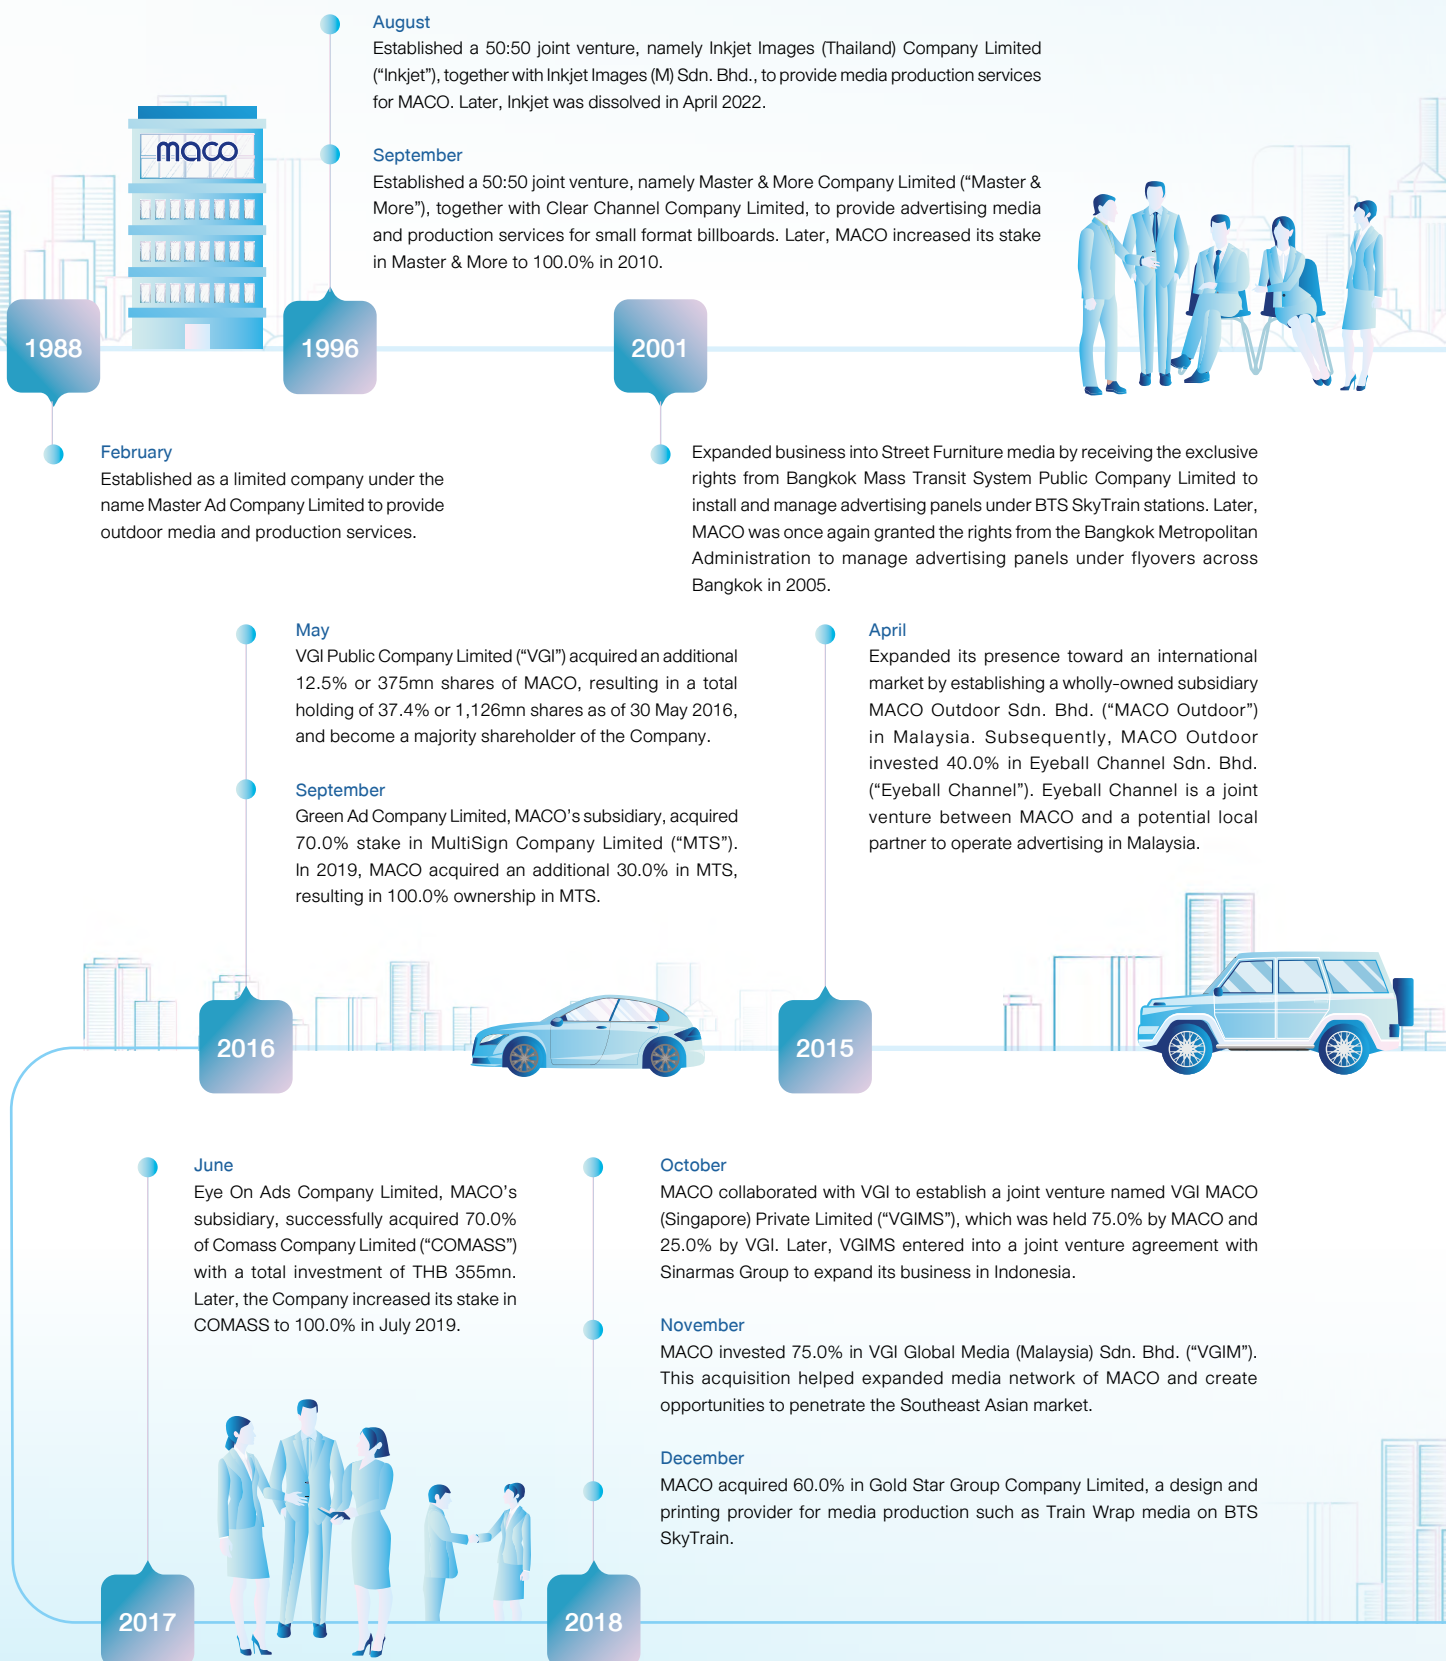 August
Established a 50:50 joint venture, namely Inkjet Images (Thailand) Company Limited
(“Inkjet”), together with Inkjet Images (M) Sdn. Bhd., to provide media production services
for MACO. Later, Inkjet was dissolved in April 2022.
maco
September
Established a 50:50 joint venture, namely Master & More Company Limited (“Master &
More”), together with Clear Channel Company Limited, to provide advertising media
and production services for small format billboards. Later, MACO increased its stake
in Master & More to 100.0% in 2010.
1988
1996
2001
February
Established as a limited company under the
name Master Ad Company Limited to provide
outdoor media and production services.
Expanded business into Street Furniture media by receiving the exclusive
rights from Bangkok Mass Transit System Public Company Limited to
install and manage advertising panels under BTS SkyTrain stations. Later,
MACO was once again granted the rights from the Bangkok Metropolitan
Administration to manage advertising panels under flyovers across
Bangkok in 2005.
May
VGI Public Company Limited (“VGI”) acquired an additional
12.5% or 375mn shares of MACO, resulting in a total
holding of 37.4% or 1,126mn shares as of 30 May 2016,
and become a majority shareholder of the Company.
September
Green Ad Company Limited, MACO’s subsidiary, acquired
70.0% stake in MultiSign Company Limited (“MTS”).
In 2019, MACO acquired an additional 30.0% in MTS,
resulting in 100.0% ownership in MTS.
April
Expanded its presence toward an international
market by establishing a wholly-owned subsidiary
MACO Outdoor Sdn. Bhd. (“MACO Outdoor”)
in Malaysia. Subsequently, MACO Outdoor
invested 40.0% in Eyeball Channel Sdn. Bhd.
(“Eyeball Channel”). Eyeball Channel is a joint
venture between MACO and a potential local
partner to operate advertising in Malaysia.
2016
2015
June
Eye On Ads Company Limited, MACO’s
subsidiary, successfully acquired 70.0%
of Comass Company Limited (“COMASS”)
with a total investment of THB 355mn.
Later, the Company increased its stake in
COMASS to 100.0% in July 2019.
October
MACO collaborated with VGI to establish a joint venture named VGI MACO
(Singapore) Private Limited (“VGIMS”), which was held 75.0% by MACO and
25.0% by VGI. Later, VGIMS entered into a joint venture agreement with
Sinarmas Group to expand its business in Indonesia.
November
MACO invested 75.0% in VGI Global Media (Malaysia) Sdn. Bhd. (“VGIM”).
This acquisition helped expanded media network of MACO and create
opportunities to penetrate the Southeast Asian market.
December
MACO acquired 60.0% in Gold Star Group Company Limited, a design and
printing provider for media production such as Train Wrap media on BTS
SkyTrain.
2017
2018